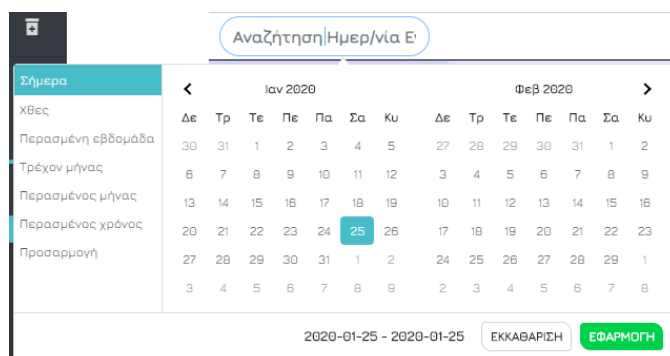 Αναζήτηση Ημερ/νία Ε
Σήμερα
Χθες
Περασμένη εβδομάδα
Τρέχον μήνας
Περασμένος μήνας
Περασμένος χρόνος
Προσαρμογή
Ιαν 2020
Δε Τρ Τε Πε Πα Σα Κυ
30 31 1 2 3 4 5
6 7 8 9 10 11 12
13 14 15 16 17 18 19
20 21 22 23 24 25 26
27 28 29 30 31 1 2
3 4 5 6 7 8 9
Φεβ 2020
Δε Τρ Τε Πε Πα Σα Κυ
27 28 29 30 31 1 2
3 4 5 6 7 8 9
10 11 12 13 14 15 16
17 18 19 20 21 22 23
24 25 26 27 28 29 1
2 3 4 5 6 7 8
2020-01-25 - 2020-01-25
ΕΚΚΑΘΑΡΙΣΗ
ΕΦΑΡΜΟΓΗ